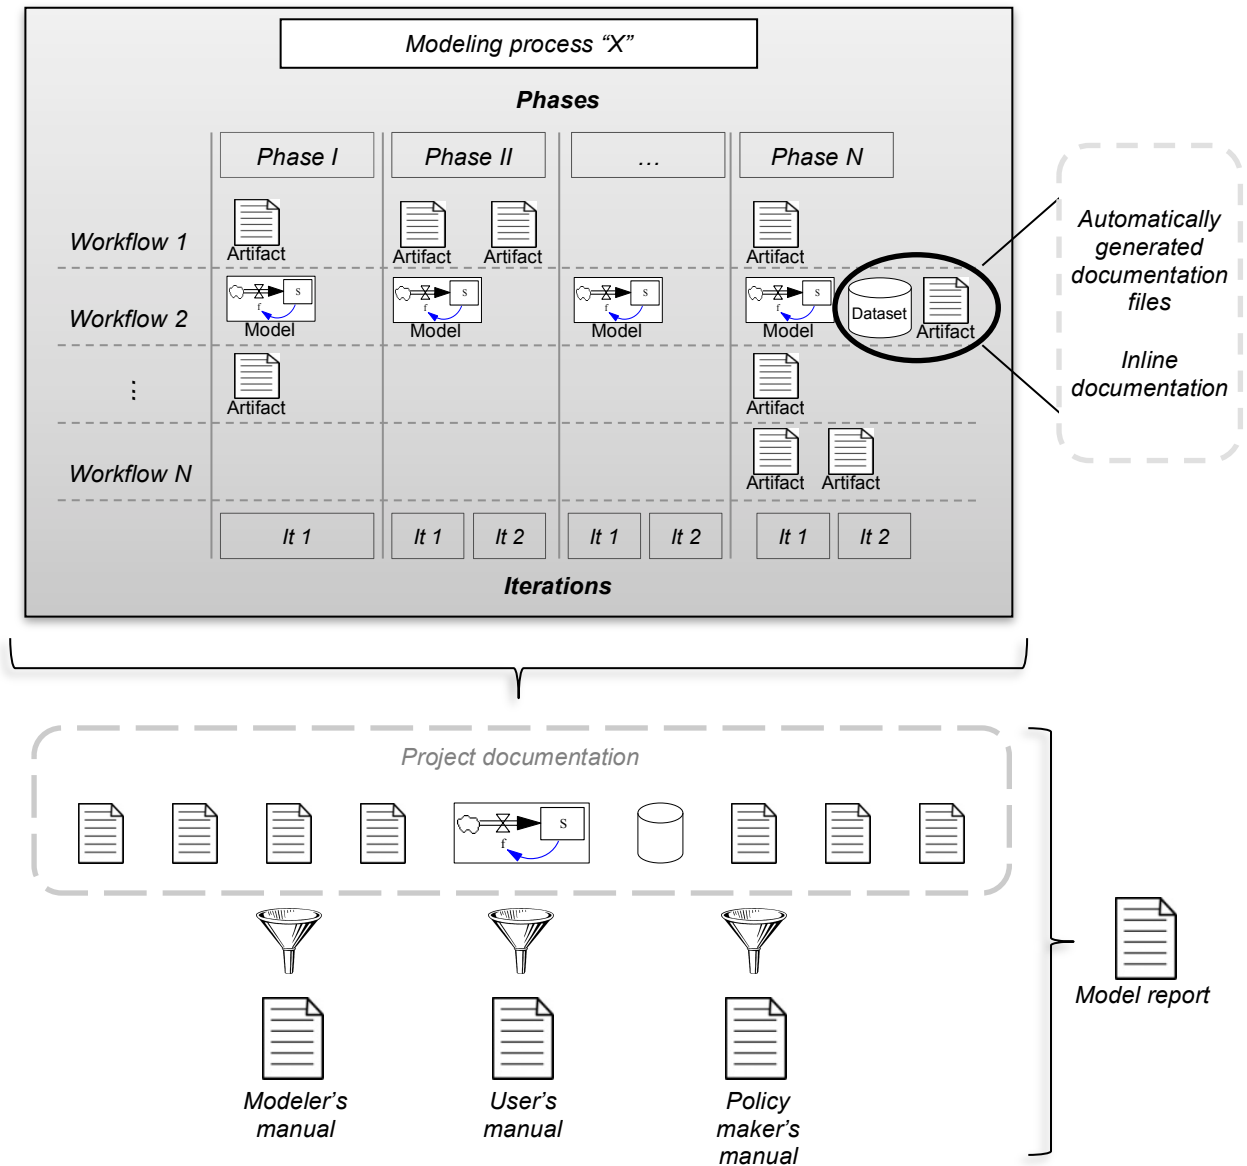 Modeling process “X”
Phases
Phase I
Phase II
...
Phase N
Workflow 1
Artifact
Artifact
Artifact
Artifact
Workflow 2
S
f
Model
S
f
Model
S
f
Model
S
f
Model
Dataset
Artifact
⋮
Artifact
Artifact
Workflow N
Artifact
Artifact
It 1
It 1
It 2
It 1
It 2
It 1
It 2
Iterations
Automatically
generated
documentation
files
Inline
documentation
Project documentation
S
f
Model report
Modeler’s
manual
User’s
manual
Policy
maker’s
manual